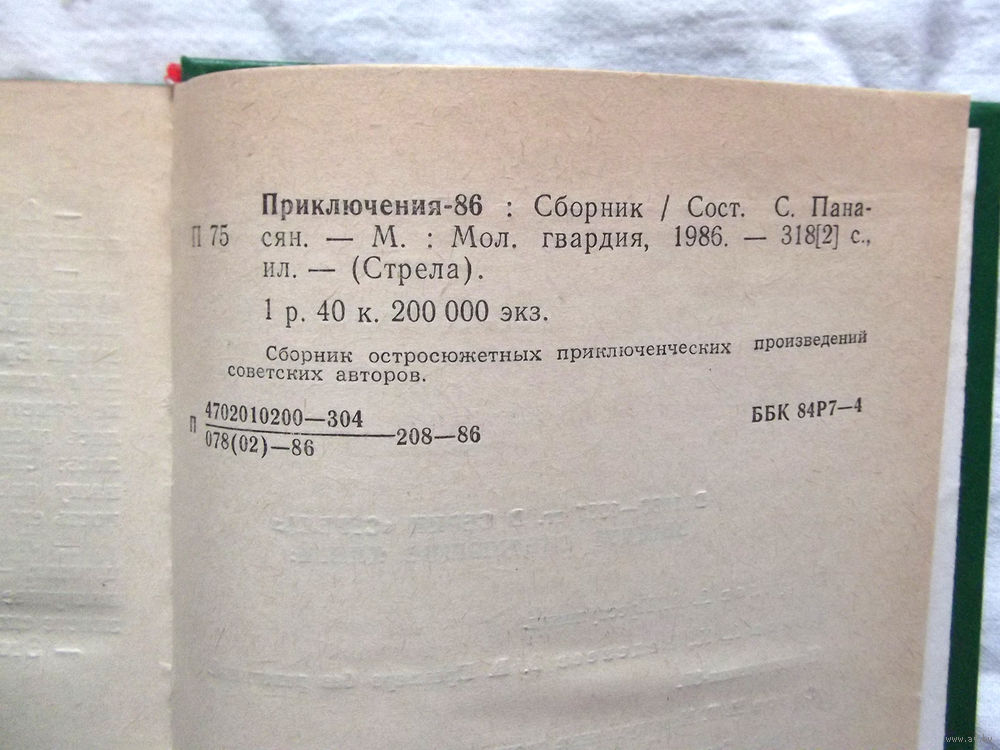 Приключения-86 : Сборник / Сост. С. Пана-
П 75 сян. — М. : Мол. гвардия, 1986. — 318[2] с.,
ил. — (Стрела).
1 р. 40 к. 200 000 экз.
Сборник остросюжетных приключенческих произведений
советских авторов.
П 4702010200—304
078(02)—86 —208—86
ББК 84Р7—4